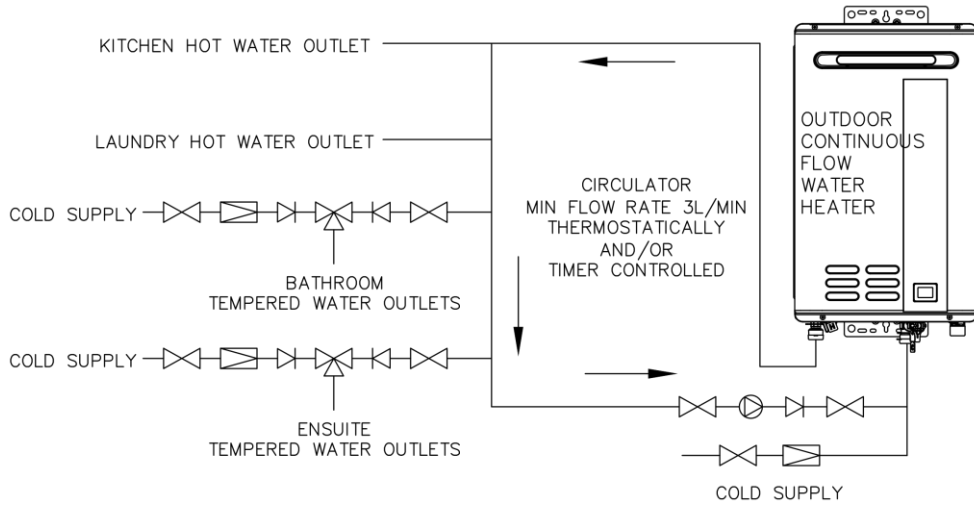 KITCHEN HOT WATER OUTLET
LAUNDRY HOT WATER OUTLET
COLD SUPPLY
BATHROOM
TEMPERED WATER OUTLETS
COLD SUPPLY
ENSUITE
TEMPERED WATER OUTLETS
CIRCULATOR
MIN FLOW RATE 3L/MIN
THERMOSTATICALLY
AND/OR
TIMER CONTROLLED
OUTDOOR
CONTINUOUS
FLOW
WATER
HEATER
COLD SUPPLY